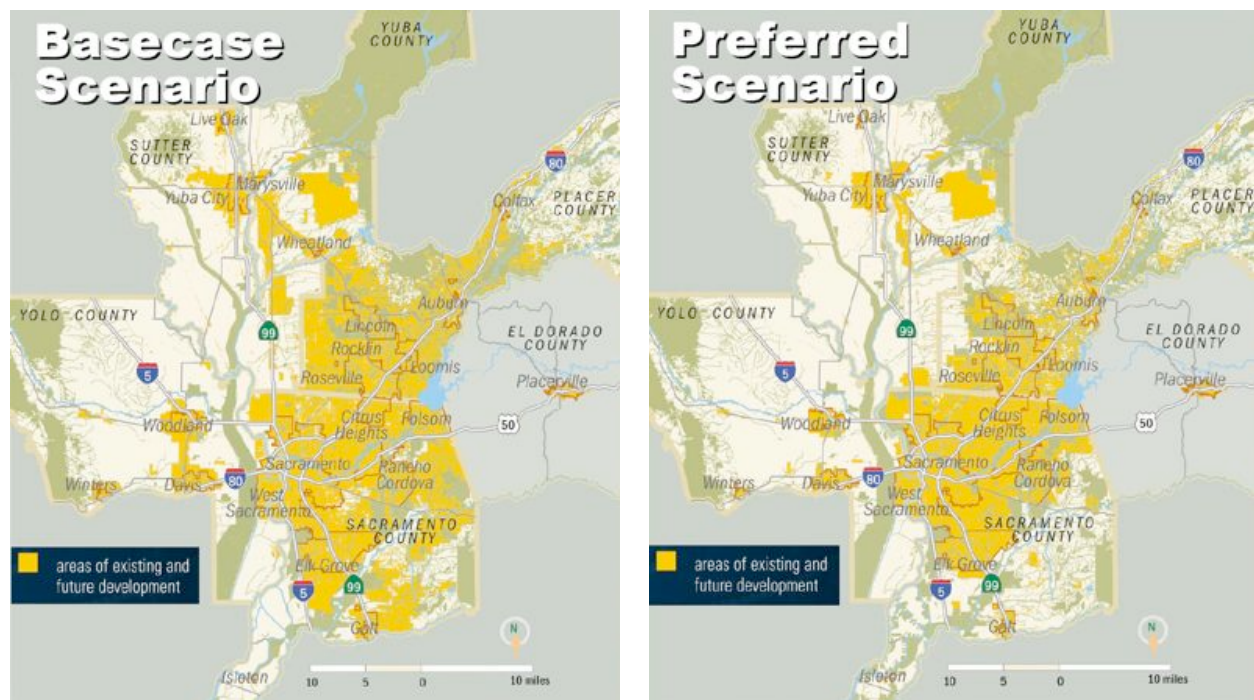 Basecase
Scenario
YUBA
COUNTY
Live Oak
SUTTER
COUNTY
80
Marysville
Yuba City
PLACER
COUNTY
Colfax
Wheatland
Auburn
YOLO COUNTY
99
Lincoln
EL DORADO
COUNTY
Rocklin
Loomis
5
Roseville
Placerville
Woodland
Citrus
Heights
Folsom
50
Sacramento
Rancho
Cordova
Winters
Davis
80
West
Sacramento
SACRAMENTO
COUNTY
areas of existing and
future development
Elk Grove
5
99
Galt
N
Isleton
10 5 0 10 miles
Preferred
Scenario
YUBA
COUNTY
Live Oak
SUTTER
COUNTY
80
Marysville
Yuba City
PLACER
COUNTY
Colfax
Wheatland
Auburn
YOLO COUNTY
99
Lincoln
EL DORADO
COUNTY
Rocklin
Loomis
5
Roseville
Placerville
Woodland
Citrus
Heights
Folsom
50
Sacramento
Rancho
Cordova
Winters
Davis
80
West
Sacramento
SACRAMENTO
COUNTY
areas of existing and
future development
Elk Grove
5
99
Galt
N
Isleton
10 5 0 10 miles